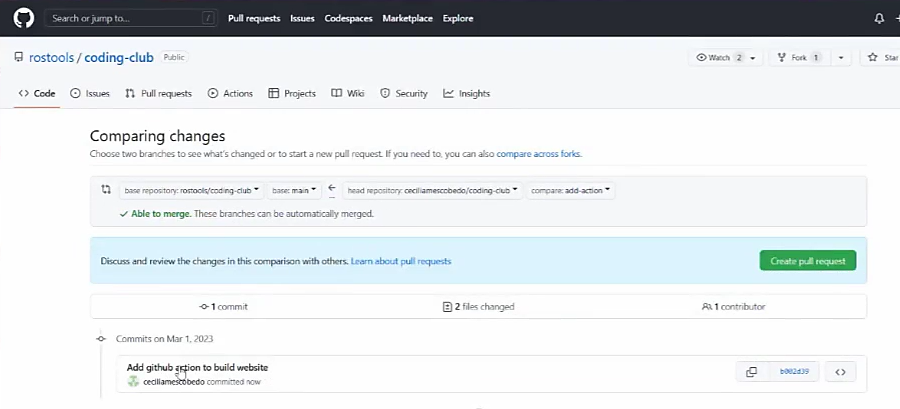 Search or jump to... / Pull requests Issues Codespaces Marketplace Explore
rostools / coding-club Public Watch 2 Fork 1 Star
Code Issues Pull requests Actions Projects Wiki Security Insights
Comparing changes
Choose two branches to see what's changed or to start a new pull request. If you need to, you can also compare across forks.
base repository: rostools/coding-club base: main ← head repository: ceciliamescobedo/coding-club compare: add-action
✓ Able to merge. These branches can be automatically merged.
Discuss and review the changes in this comparison with others. Learn about pull requests Create pull request
1 commit 2 files changed 1 contributor
Commits on Mar 1, 2023
Add github action to build website
ceciliamescobedo committed now b002d39 <>